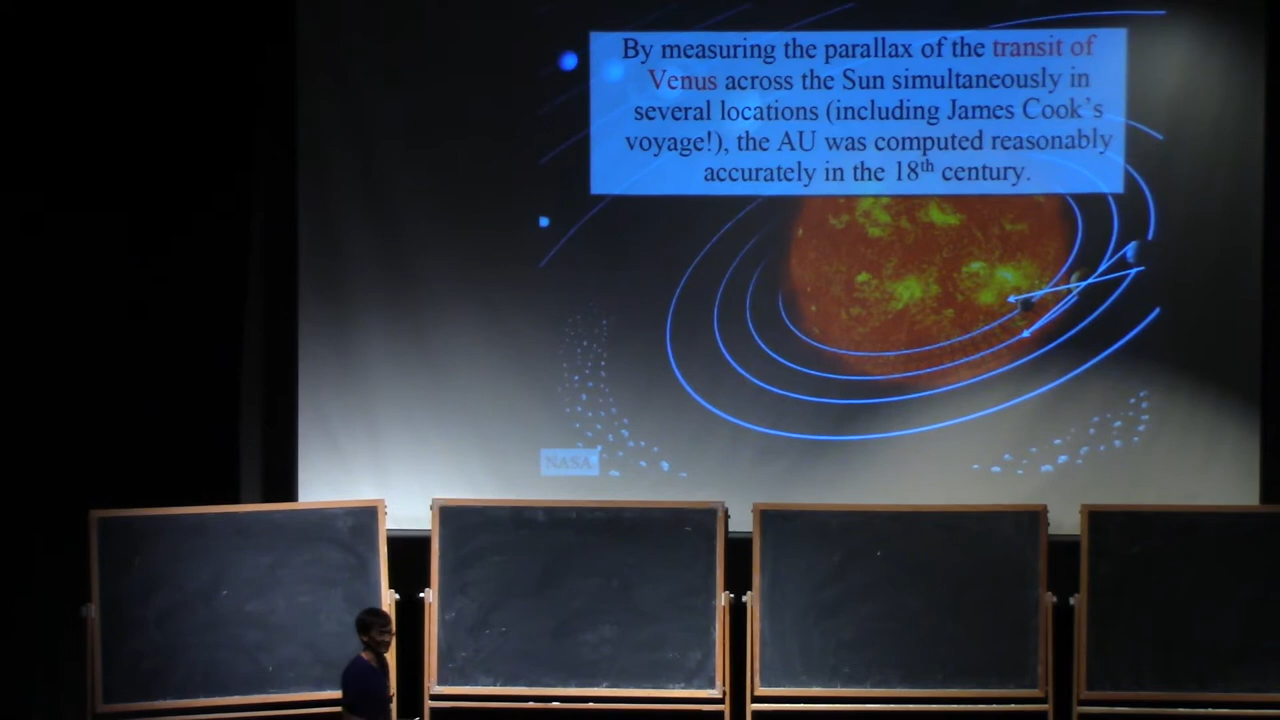 By measuring the parallax of the transit of
Venus across the Sun simultaneously in
several locations (including James Cook's
voyage!), the AU was computed reasonably
accurately in the 18th century.
NASA